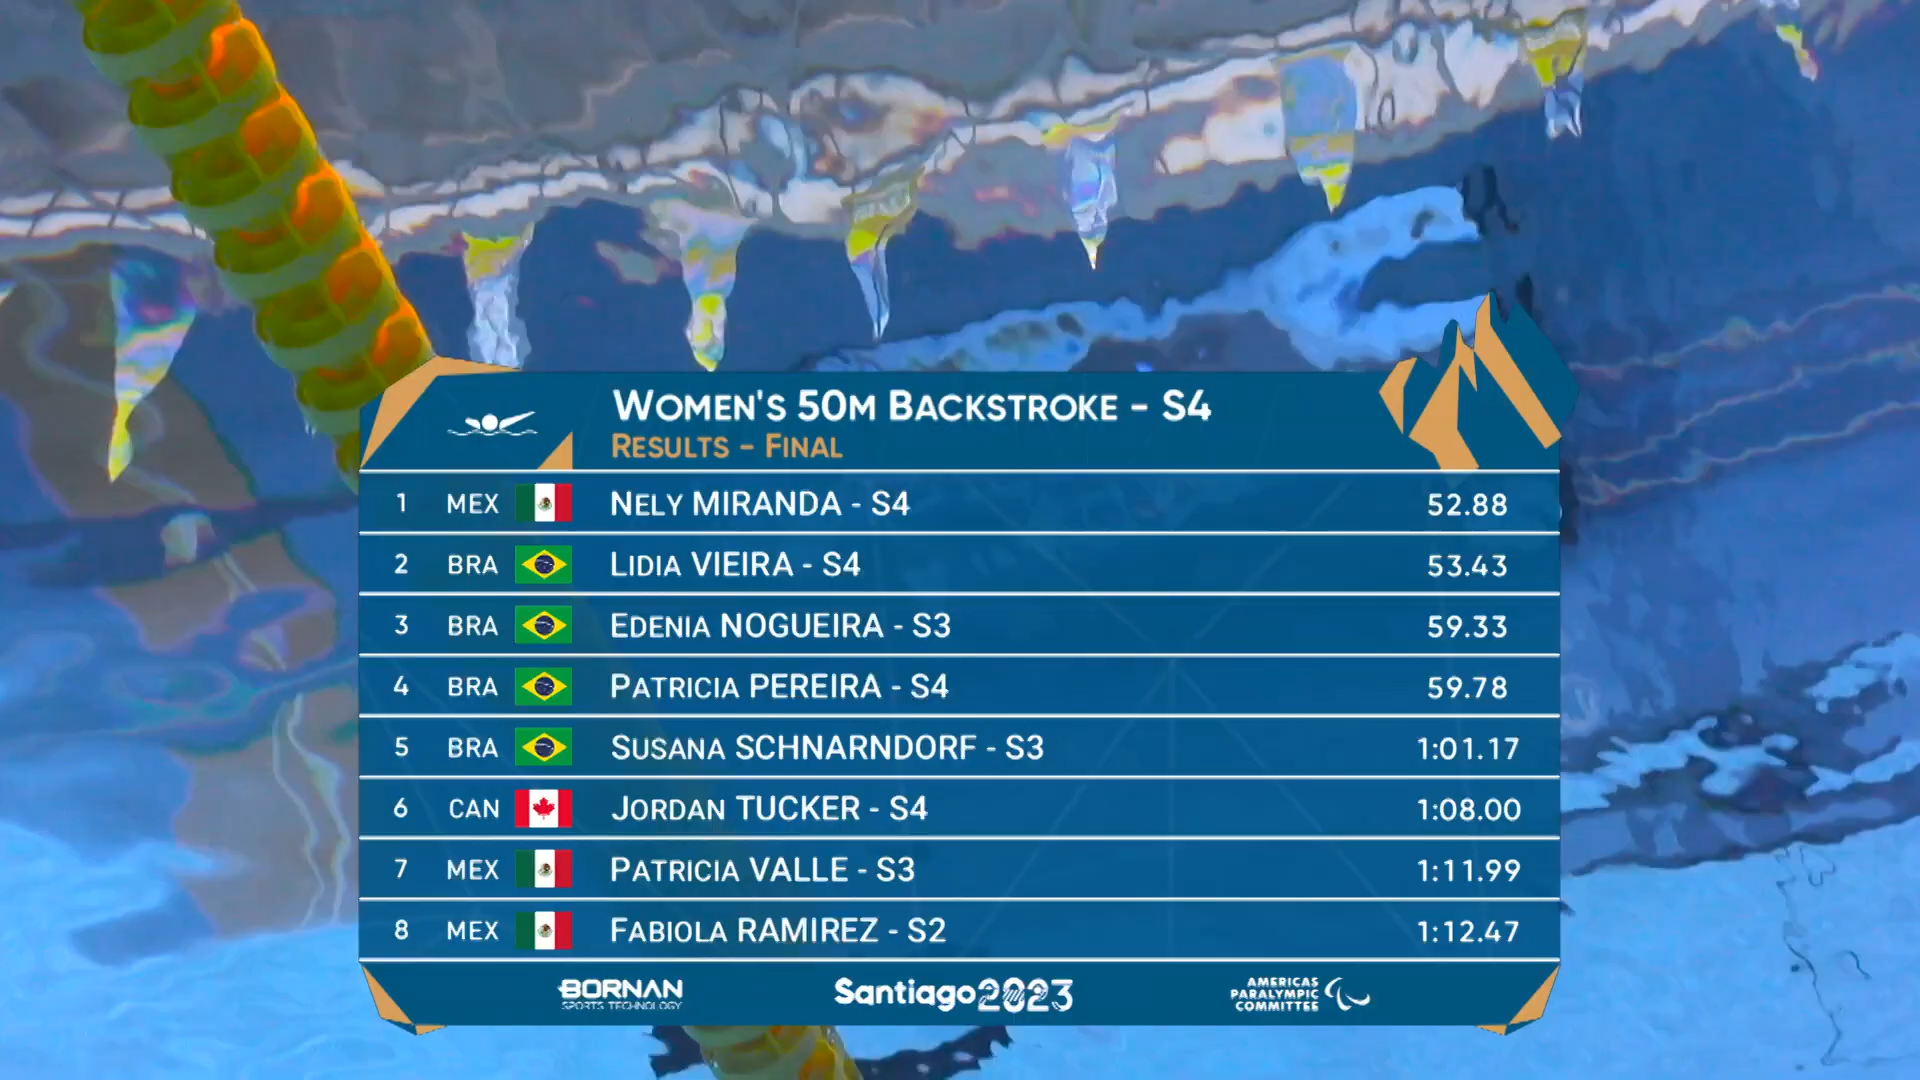 WOMEN'S 50M BACKSTROKE - S4
RESULTS - FINAL
1 MEX NELY MIRANDA - S4 52.88
2 BRA LIDIA VIEIRA - S4 53.43
3 BRA EDENIA NOGUEIRA - S3 59.33
4 BRA PATRICIA PEREIRA - S4 59.78
5 BRA SUSANA SCHNARNDORF - S3 1:01.17
6 CAN JORDAN TUCKER - S4 1:08.00
7 MEX PATRICIA VALLE - S3 1:11.99
8 MEX FABIOLA RAMIREZ - S2 1:12.47
BORNAN
SPORTS TECHNOLOGY
Santiago2023
AMERICAS
PARALYMPIC
COMMITTEE